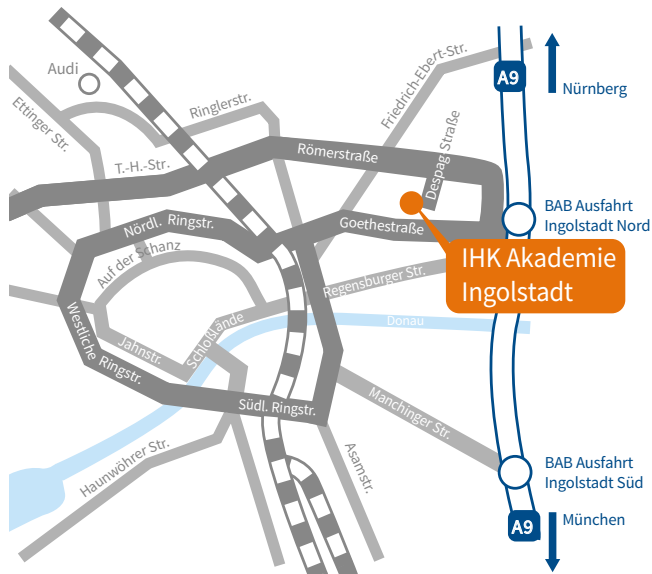 Audi
Ettinger Str.
Ringlerstr.
Friedrich-Ebert-Str.
A9
Nürnberg
T.-H.-Str.
Römerstraße
Despag Straße
Nördl. Ringstr.
Goethestraße
BAB Ausfahrt
Ingolstadt Nord
Auf der Schanz
IHK Akademie
Ingolstadt
Regensburger Str.
Westliche Ringstr.
Jahnstr.
Schloßlände
Donau
Südl. Ringstr.
Manchinger Str.
Haunwöhrer Str.
Asamstr.
BAB Ausfahrt
Ingolstadt Süd
A9
München